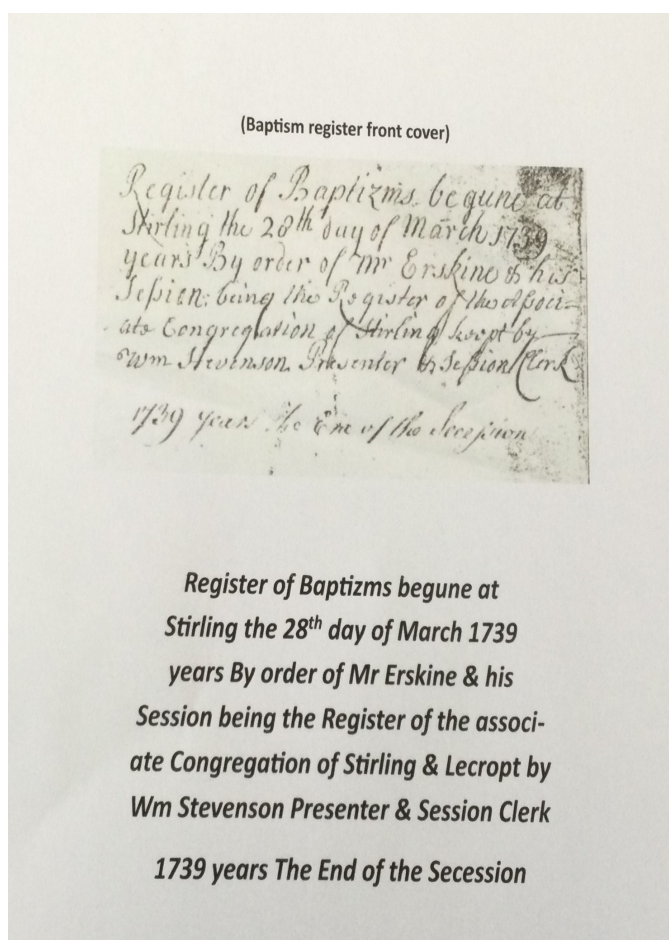 (Baptism register front cover)
Register of Baptizms begune at
Stirling the 28th day of March 1739
years By order of Mr Erskine & his
Session: being the Register of the Associ-
ate Congregation of Stirling keept by
Wm Stevenson Presenter & Session Clerk
1739 years The of the Secession
Register of Baptizms begune at
Stirling the 28th day of March 1739
years By order of Mr Erskine & his
Session being the Register of the associ-
ate Congregation of Stirling & Lecropt by
Wm Stevenson Presenter & Session Clerk
1739 years The End of the Secession